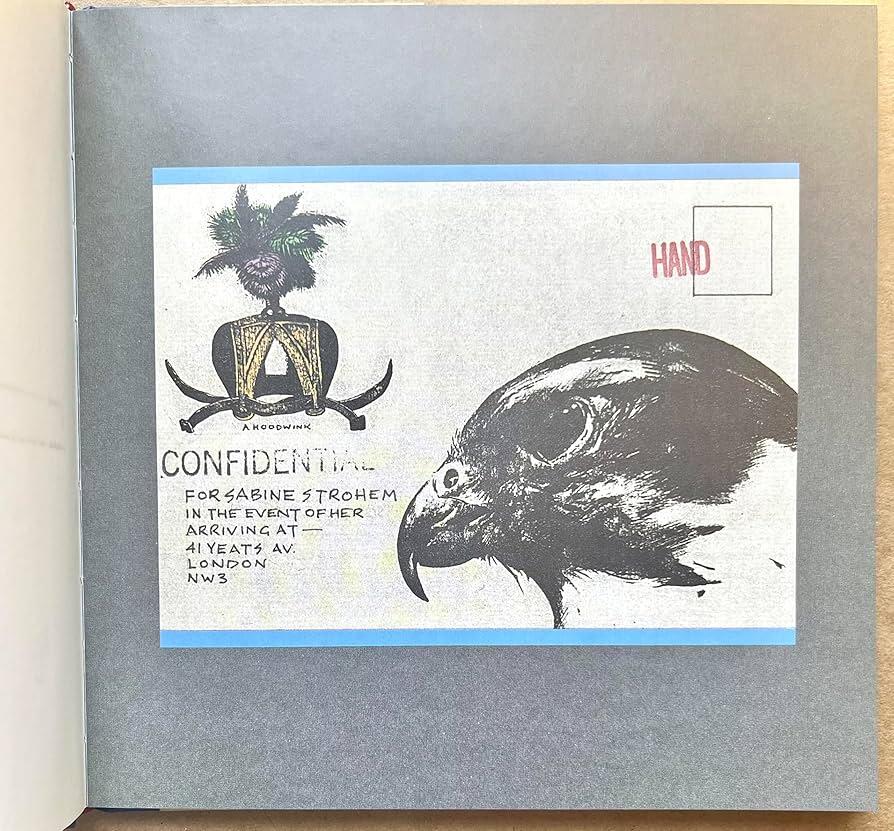 HAND
A HOODWINK
CONFIDENTIAL
FOR SABINE STROHEM
IN THE EVENT OF HER
ARRIVING AT —
41 YEATS AV.
LONDON
NW3